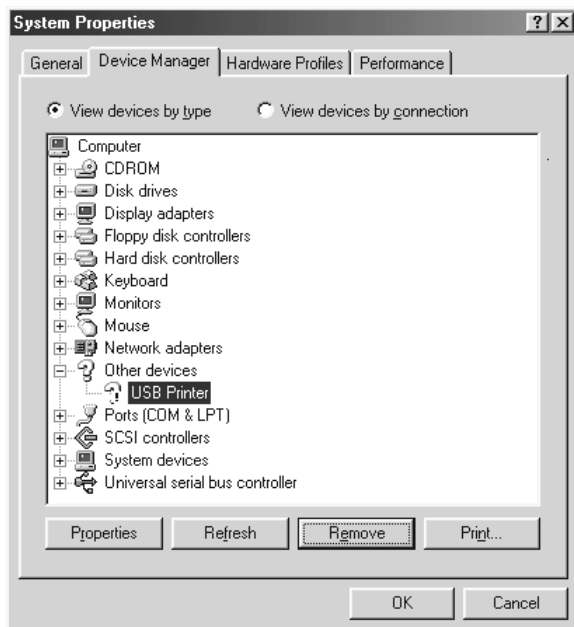 System Properties
General Device Manager Hardware Profiles Performance
View devices by type View devices by connection
Computer
CDROM
Disk drives
Display adapters
Floppy disk controllers
Hard disk controllers
Keyboard
Monitors
Mouse
Network adapters
Other devices
USB Printer
Ports (COM & LPT)
SCSI controllers
System devices
Universal serial bus controller
Properties Refresh Remove Print...
OK Cancel